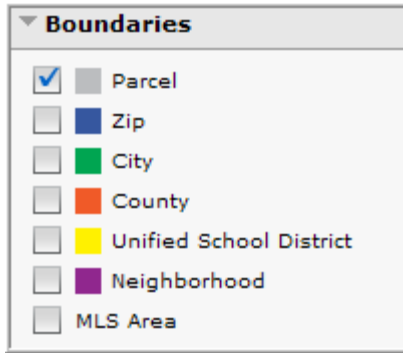 Boundaries
Parcel
Zip
City
County
Unified School District
Neighborhood
MLS Area